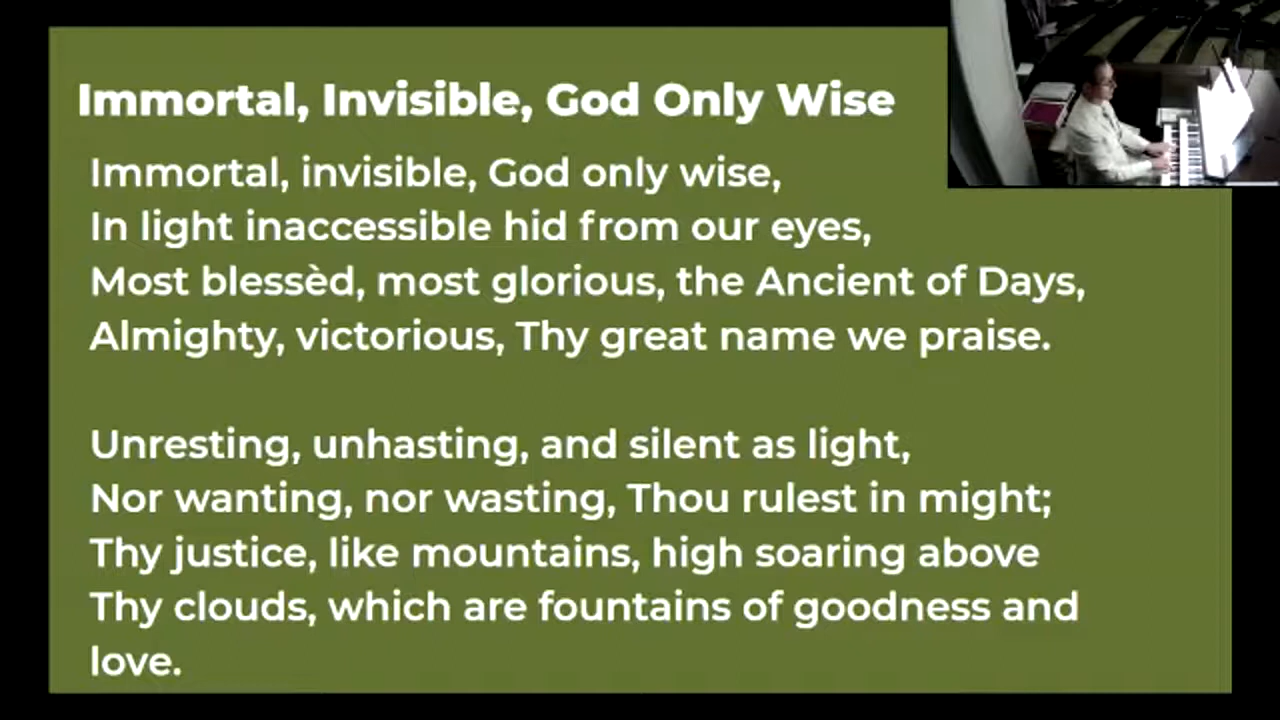 Immortal, Invisible, God Only Wise
Immortal, invisible, God only wise,
In light inaccessible hid from our eyes,
Most blessèd, most glorious, the Ancient of Days,
Almighty, victorious, Thy great name we praise.
Unresting, unhasting, and silent as light,
Nor wanting, nor wasting, Thou rulest in might;
Thy justice, like mountains, high soaring above
Thy clouds, which are fountains of goodness and
love.